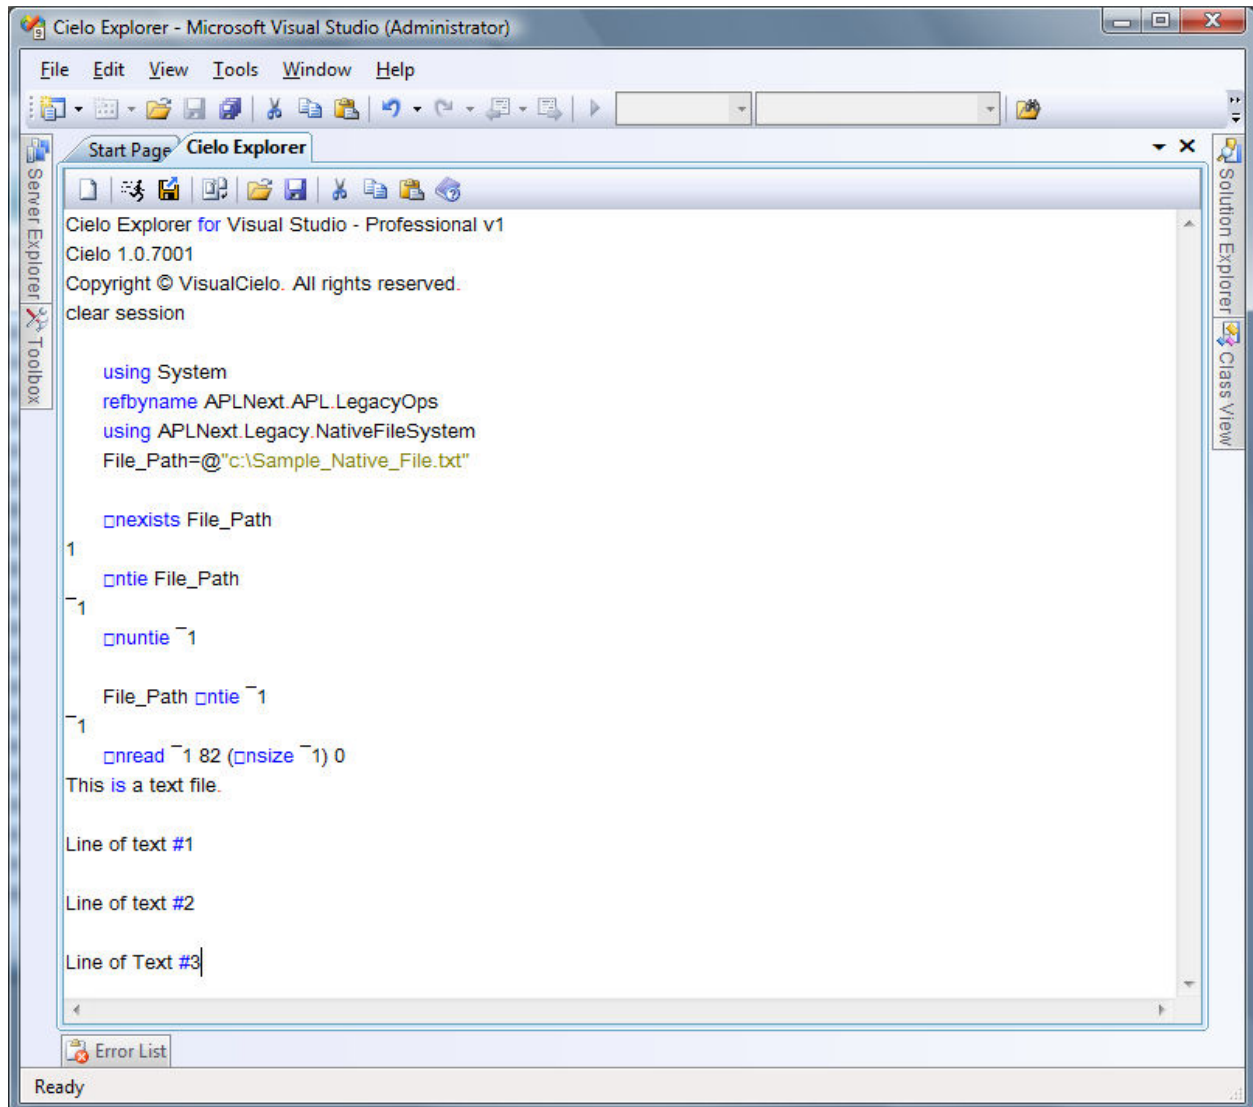 Cielo Explorer - Microsoft Visual Studio (Administrator)
File Edit View Tools Window Help
Server Explorer
Toolbox
Start Page Cielo Explorer
Cielo Explorer for Visual Studio - Professional v1
Cielo 1.0.7001
Copyright © VisualCielo. All rights reserved.
clear session
using System
refbyname APLNext.APL.LegacyOps
using APLNext.Legacy.NativeFileSystem
File_Path=@"c:\Sample_Native_File.txt"
⎕nexists File_Path
1
⎕ntie File_Path
¯1
⎕nuntie ¯1
File_Path ⎕ntie ¯1
¯1
⎕nread ¯1 82 (⎕nsize ¯1) 0
This is a text file.
Line of text #1
Line of text #2
Line of Text #3
Solution Explorer
Class View
Error List
Ready